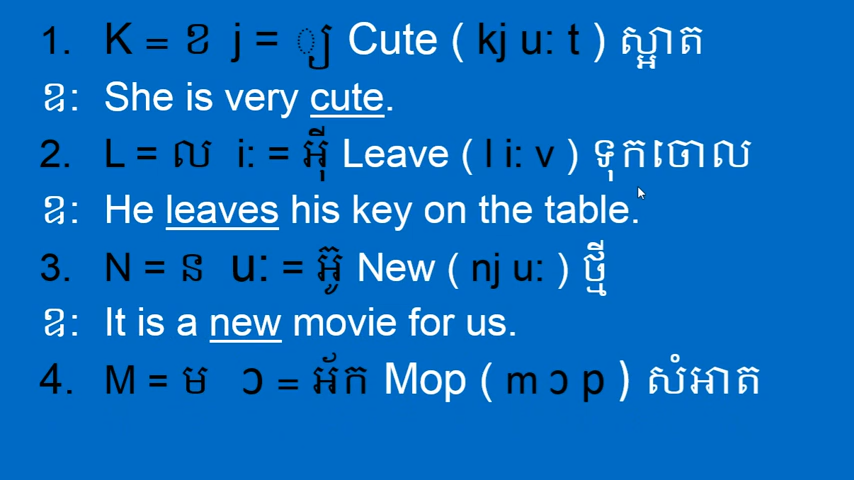 1. K = ខ j = ្យ Cute ( kj u: t ) ស្អាត
ឧ: She is very cute.
2. L = ល i: = អ៊ី Leave ( l i: v ) ទុកចោល
ឧ: He leaves his key on the table.
3. N = ន u: = អ៊ូ New ( nj u: ) ថ្មី
ឧ: It is a new movie for us.
4. M = ម ɔ = អ័ក Mop ( m ɔ p ) សំអាត